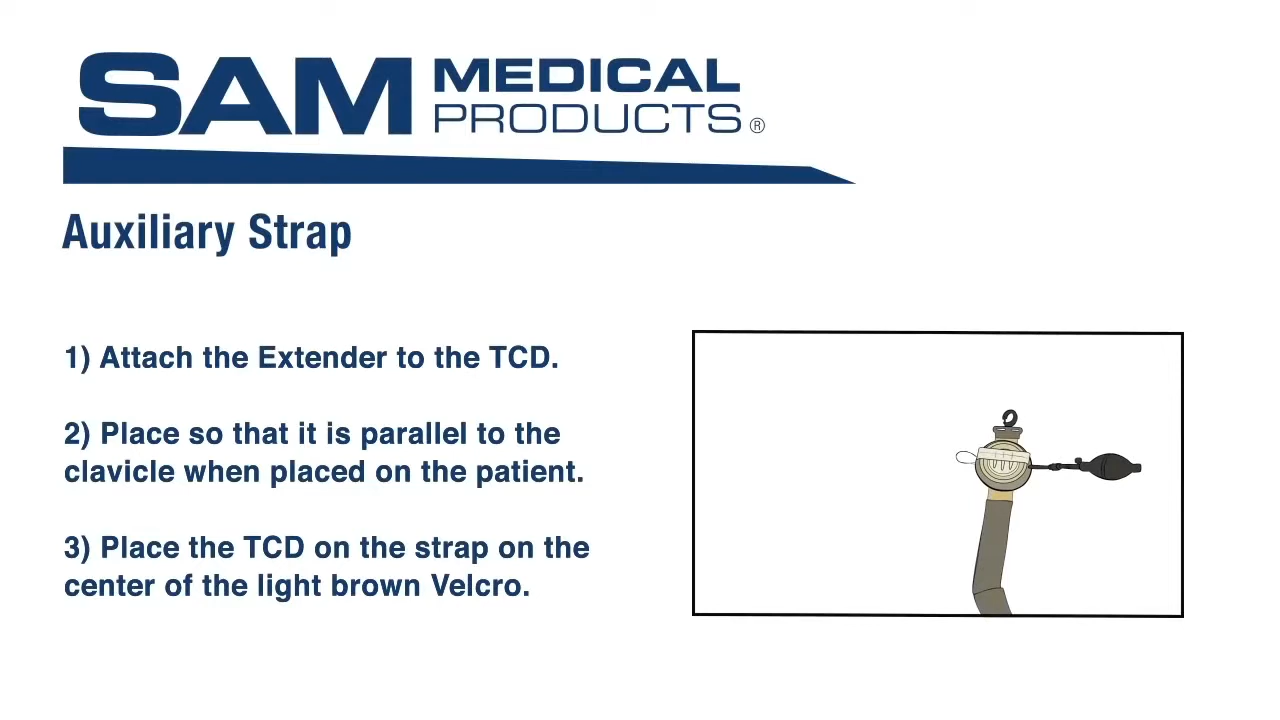 SAM MEDICAL
PRODUCTS®
Auxiliary Strap
1) Attach the Extender to the TCD.
2) Place so that it is parallel to the
clavicle when placed on the patient.
3) Place the TCD on the strap on the
center of the light brown Velcro.